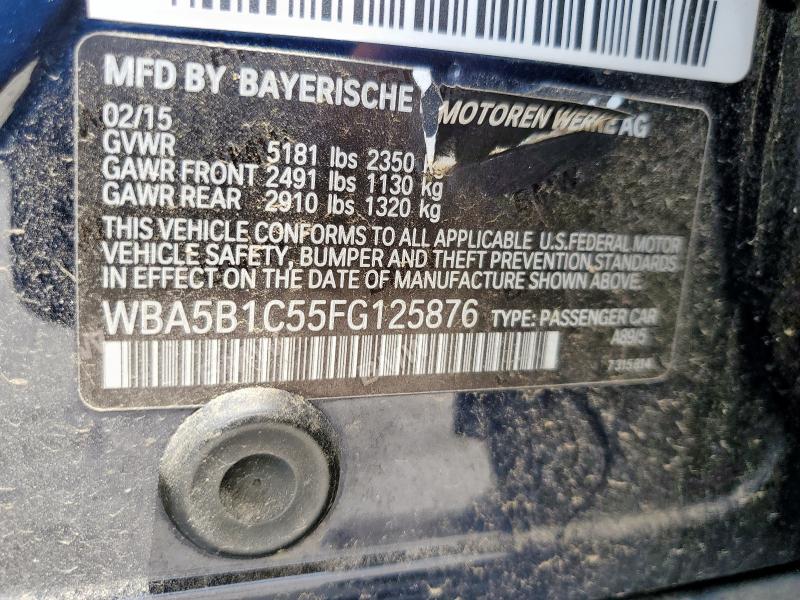 MFD BY BAYERISCHE MOTOREN WERKE AG
02/15
GVWR 5181 lbs 2350 kg
GAWR FRONT 2491 lbs 1130 kg
GAWR REAR 2910 lbs 1320 kg
THIS VEHICLE CONFORMS TO ALL APPLICABLE U.S.FEDERAL MOTOR
VEHICLE SAFETY, BUMPER AND THEFT PREVENTION STANDARDS
IN EFFECT ON THE DATE OF MANUFACTURE SHOWN ABOVE.
WBA5B1C55FG125876 TYPE: PASSENGER CAR
A89/5